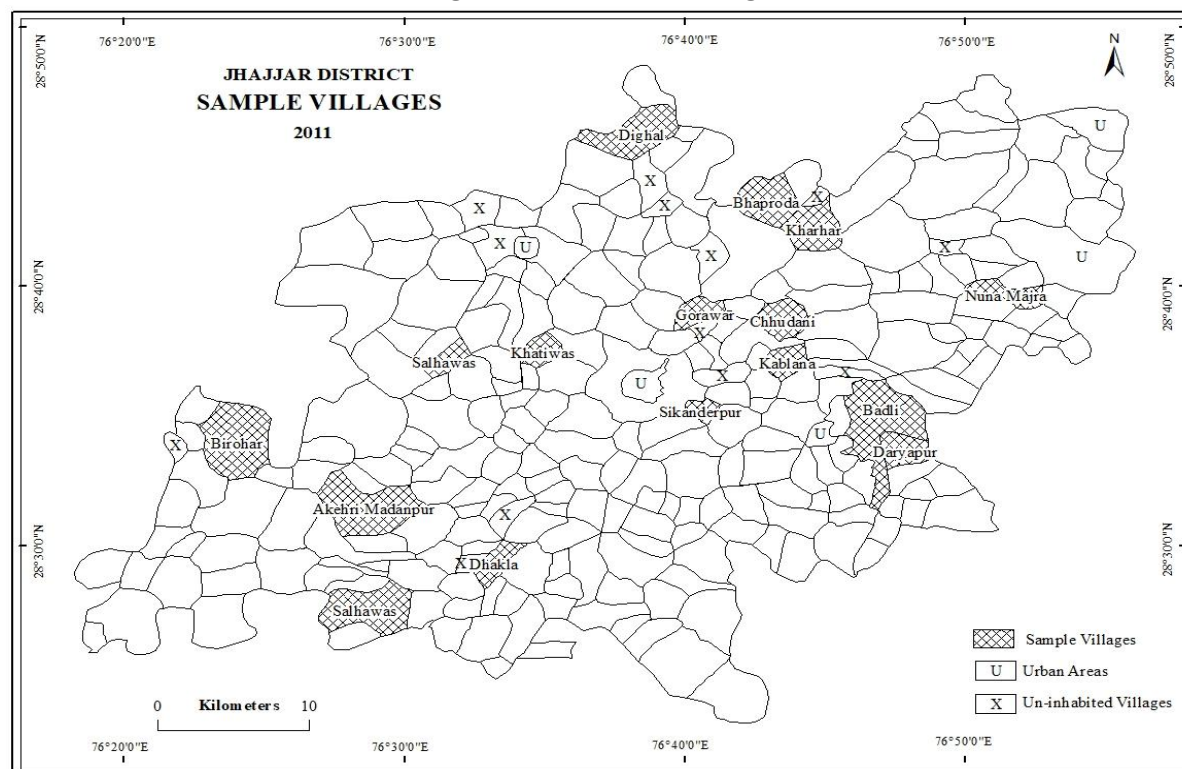 76°20'0"E 76°30'0"E 76°40'0"E 76°50'0"E
28°50'0"N 28°50'0"N
N
JHAJJAR DISTRICT
SAMPLE VILLAGES
2011
U
Dighal
X
Bhaproda X
X
X
Kharhar
X U
X
X
U
28°40'0"N 28°40'0"N
Nuna Majra
Gorawar
Chhudani
X
Khatiwas
Salhawas
Kablana
X
X
U
Sikanderpur
Badli
U
Birohar
X
Daryapur
Akehri Madanpur
X
28°30'0"N 28°30'0"N
X Dhakla
Salhawas
Sample Villages
U Urban Areas
X Un-inhabited Villages
0 Kilometers 10
76°20'0"E 76°30'0"E 76°40'0"E 76°50'0"E